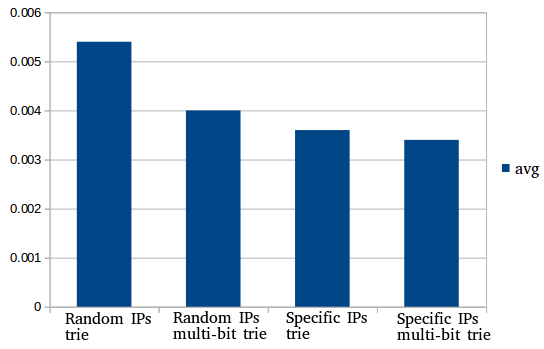 0.006
0.005
0.004
0.003
0.002
0.001
0
avg
Random IPs
trie
Random IPs
multi-bit trie
Specific IPs
trie
Specific IPs
multi-bit trie